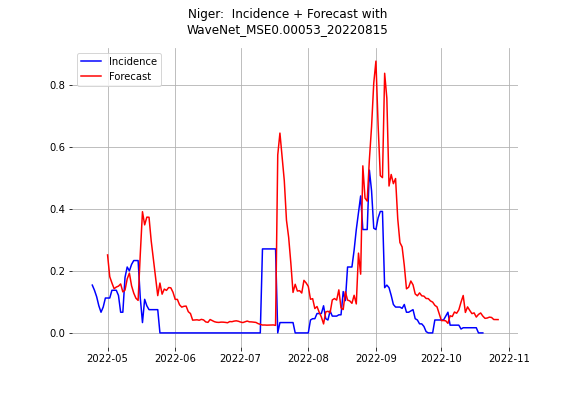 Niger:  Incidence + Forecast with
WaveNet_MSE0.00053_20220815
Incidence
Forecast
0.8
0.6
0.4
0.2
0.0
2022-05 2022-06 2022-07 2022-08 2022-09 2022-10 2022-11